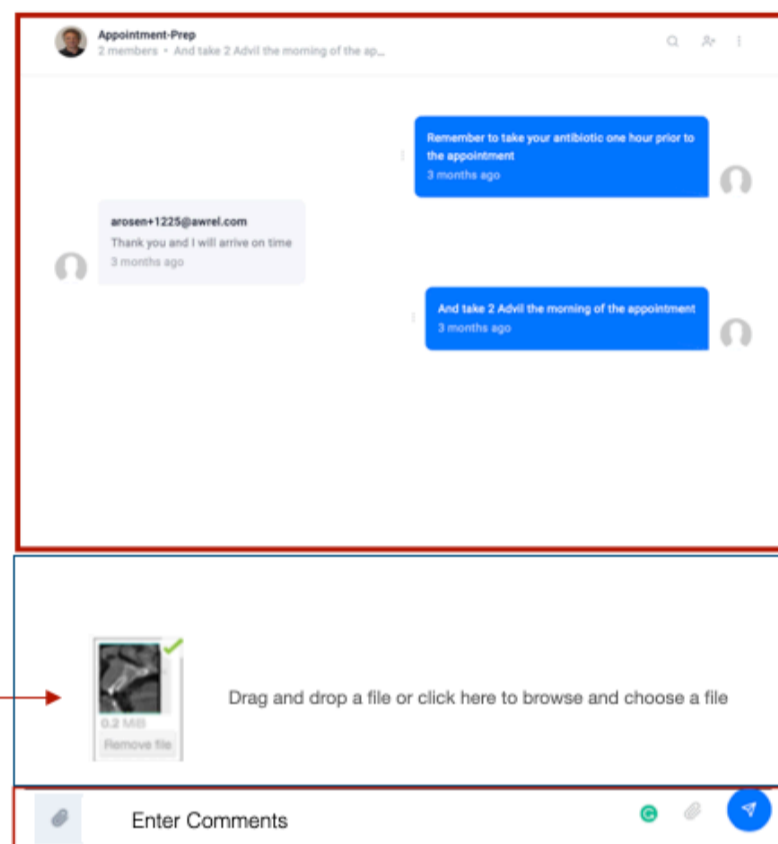 Appointment-Prep
2 members • And take 2 Advil the morning of the ap...
Remember to take your antibiotic one hour prior to
the appointment
3 months ago
arosen+1225@awrel.com
Thank you and I will arrive on time
3 months ago
And take 2 Advil the morning of the appointment
3 months ago
Drag and drop a file or click here to browse and choose a file
0.2 MiB
Remove file
Enter Comments